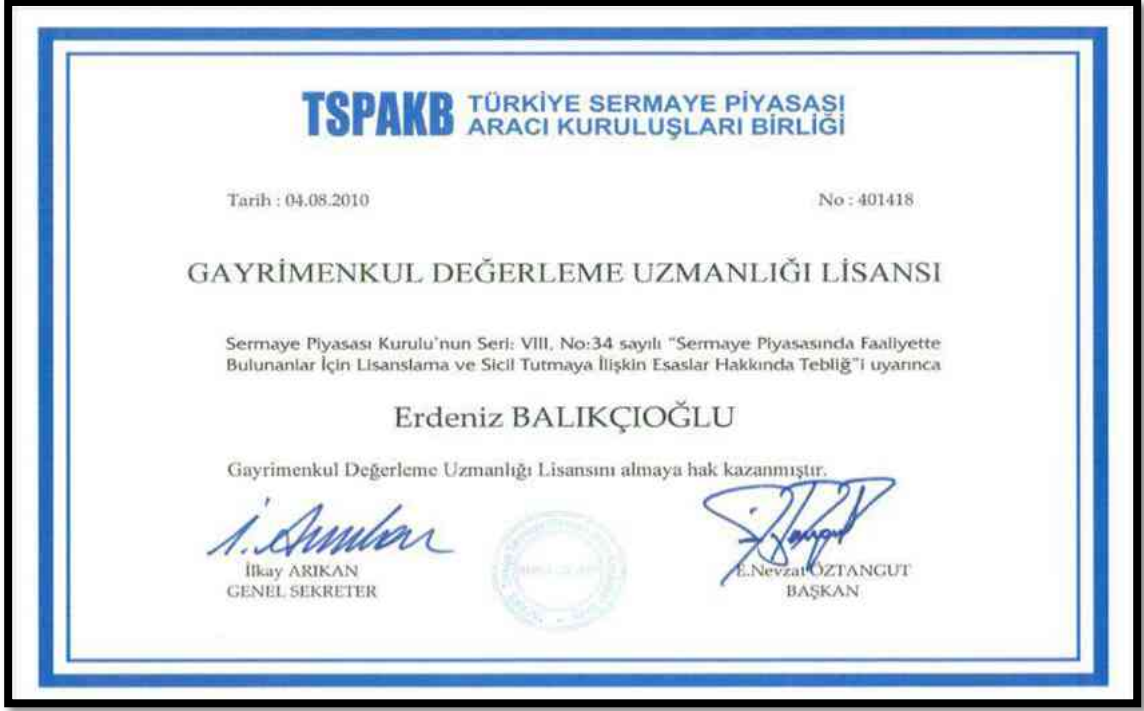 TSPAKB TÜRKİYE SERMAYE PİYASASI
ARACI KURULUŞLARI BİRLİĞİ
Tarih : 04.08.2010 No : 401418
GAYRİMENKUL DEĞERLEME UZMANLIĞI LİSANSI
Sermaye Piyasası Kurulu'nun Seri: VIII, No:34 sayılı "Sermaye Piyasasında Faaliyette
Bulunanlar İçin Lisanslama ve Sicil Tutmaya İlişkin Esaslar Hakkında Tebliğ"i uyarınca
Erdeniz BALIKÇIOĞLU
Gayrimenkul Değerleme Uzmanlığı Lisansını almaya hak kazanmıştır.
İlkay ARIKAN E.Nevzat ÖZTANGUT
GENEL SEKRETER BAŞKAN